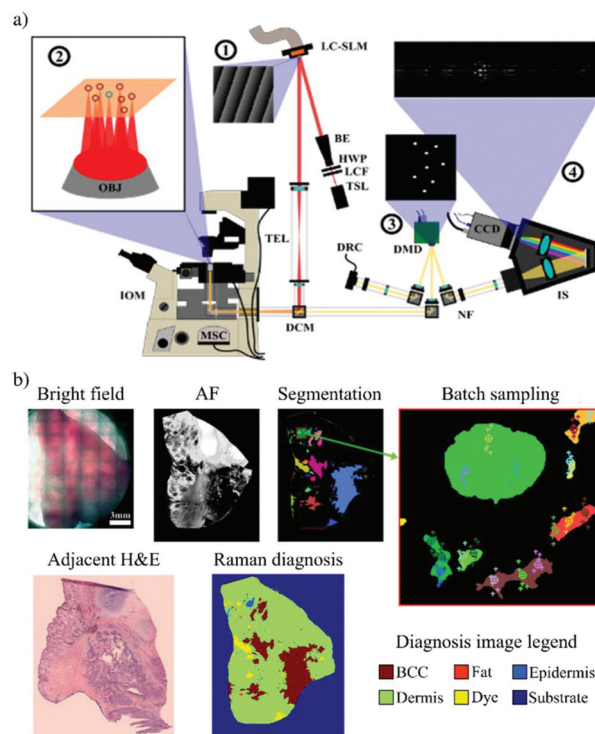 a)
2
1
LC-SLM
BE
HWP
LCF
TSL
OBJ
4
3
DMD
CCD
DRC
TEL
IOM
MSC
DCM
NF
IS
b)
Bright field
AF
Segmentation
Batch sampling
3mm
Adjacent H&E
Raman diagnosis
Diagnosis image legend
BCC
Fat
Epidermis
Dermis
Dye
Substrate